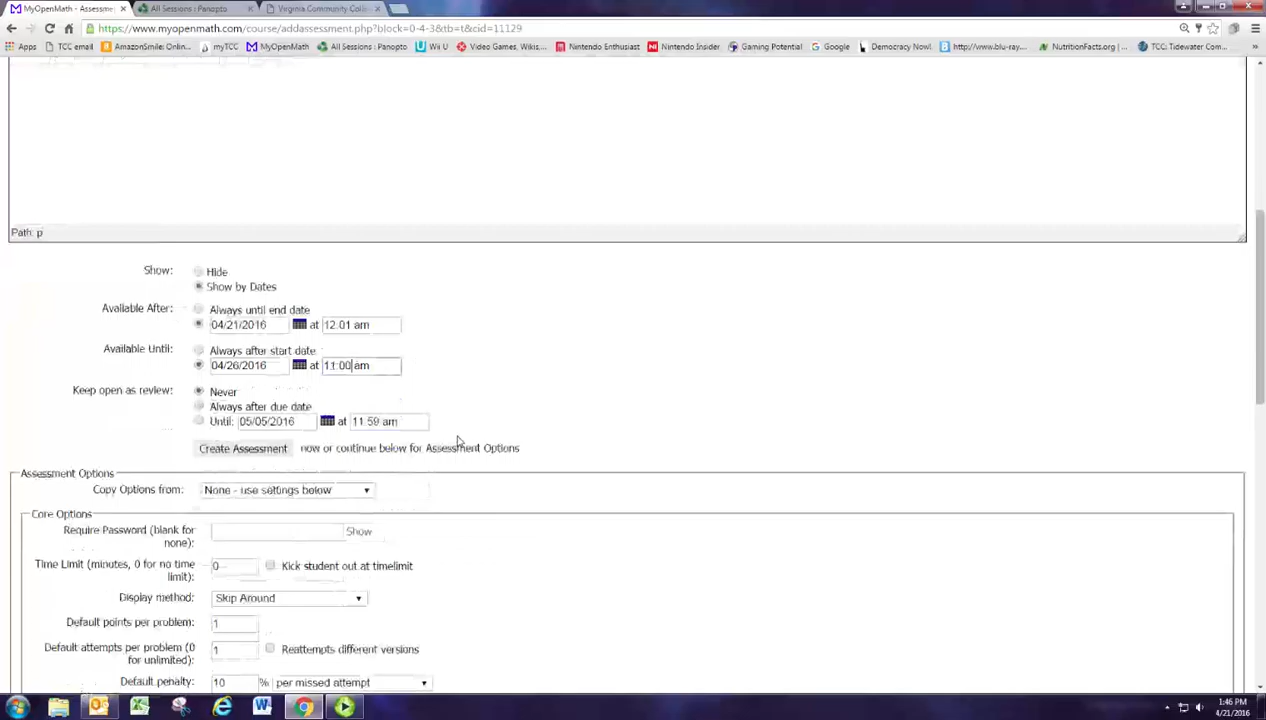 MyOpenMath - Assessme
All Sessions : Panopto
Virginia Community Colle
https://www.myopenmath.com/course/addassessment.php?block=0-4-3&tb=t&cid=11129
Apps
TCC email
AmazonSmile: Onlin...
myTCC
MyOpenMath
All Sessions : Panopto
Wii U
Video Games, Wikis,...
Nintendo Enthusiast
Nintendo Insider
Gaming Potential
Google
Democracy Now!
http://www.blu-ray...
NutritionFacts.org | ...
TCC: Tidewater Com...
Path: p
Show:
Hide
Show by Dates
Available After:
Always until end date
04/21/2016 at 12:01 am
Available Until:
Always after start date
04/26/2016 at 11:00 am
Keep open as review:
Never
Always after due date
Until: 05/05/2016 at 11:59 am
Create Assessment now or continue below for Assessment Options
Assessment Options
Copy Options from: None - use settings below
Core Options
Require Password (blank for none): Show
Time Limit (minutes, 0 for no time limit): 0 Kick student out at timelimit
Display method: Skip Around
Default points per problem: 1
Default attempts per problem (0 for unlimited): 1 Reattempts different versions
Default penalty: 10 % per missed attempt
1:46 PM
4/21/2016